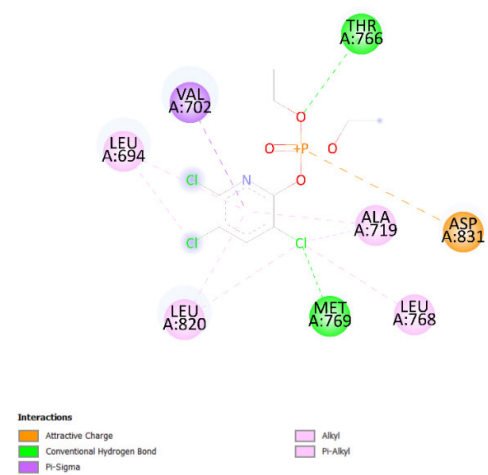 THR
A:766
VAL
A:702
O
LEU
A:694
O
+P
O
Cl
N
O
ALA
A:719
ASP
A:831
Cl
Cl
LEU
A:820
MET
A:769
LEU
A:768
Interactions
Attractive Charge
Conventional Hydrogen Bond
Pi-Sigma
Alkyl
Pi-Alkyl